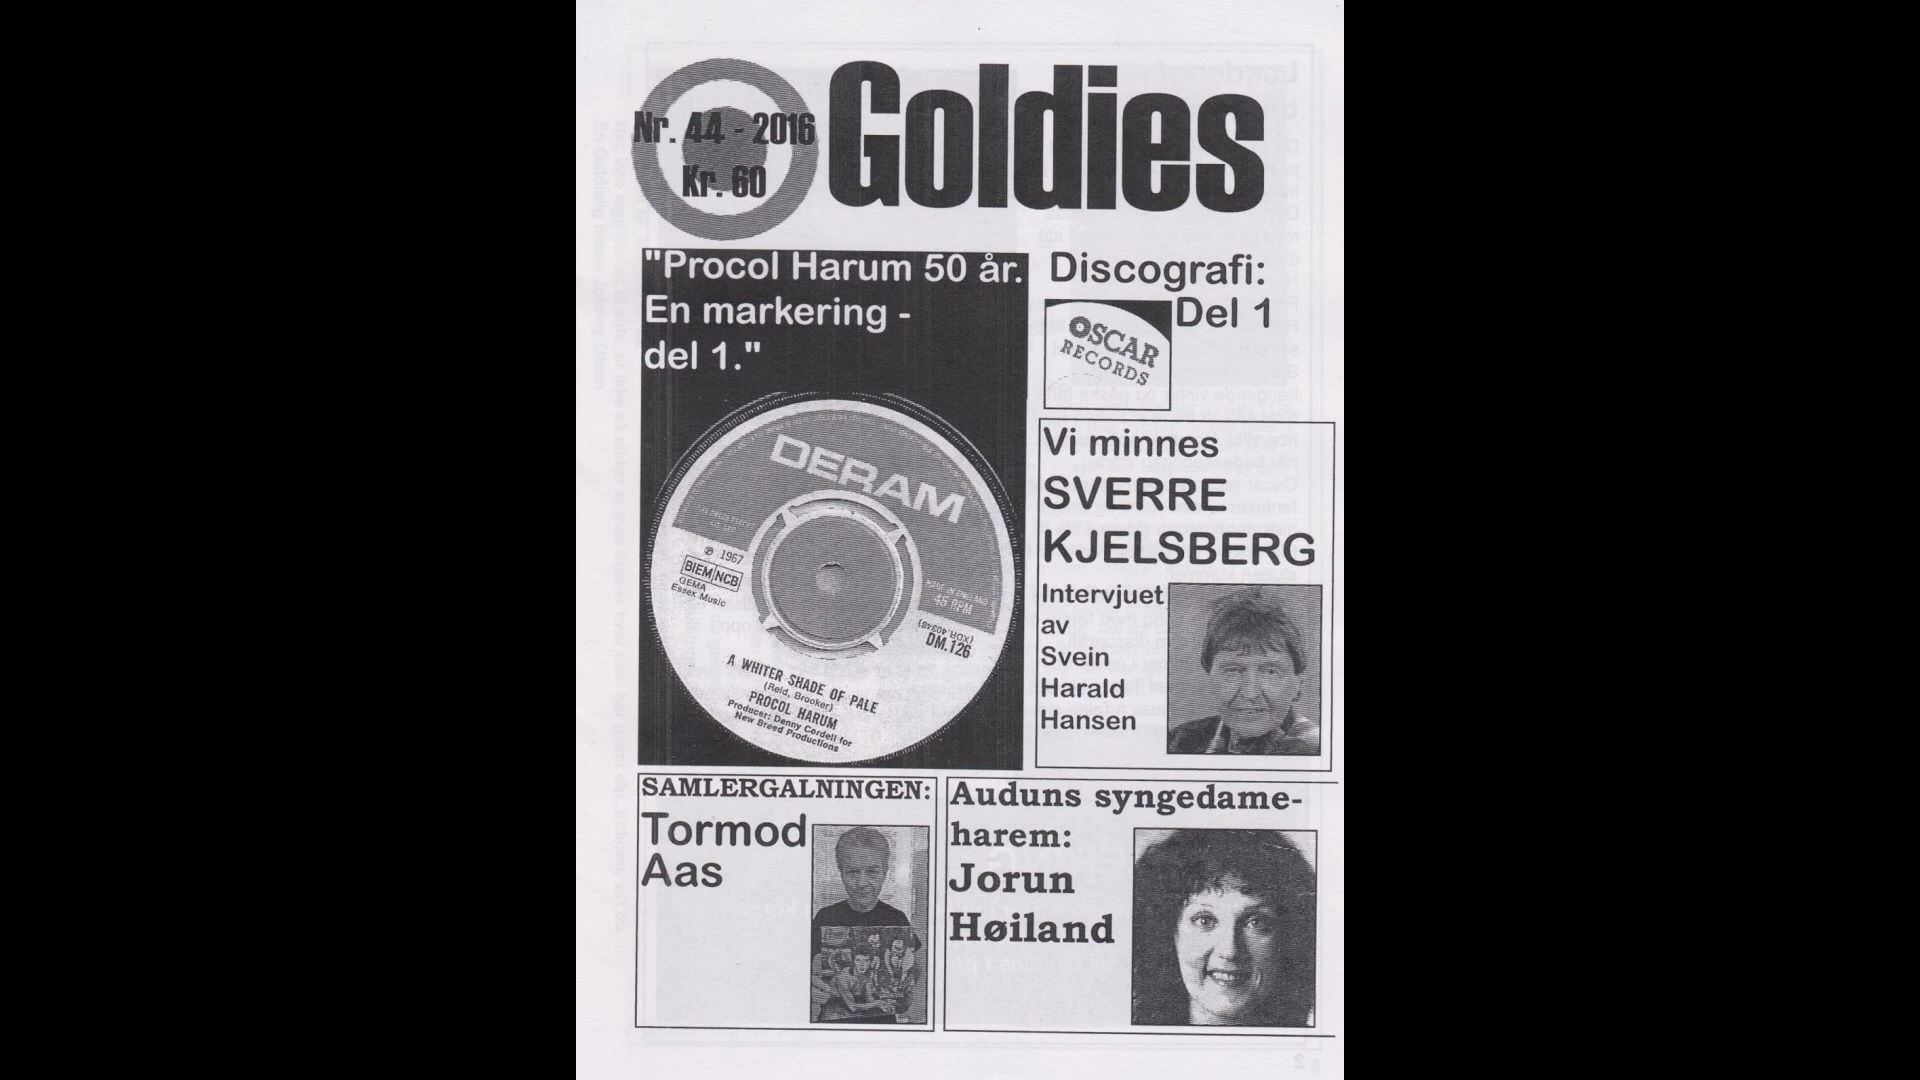 Nr. 44 - 2016
Kr. 60
Goldies
"Procol Harum 50 år.
En markering -
del 1."
DERAM
℗ 1967
BIEM NCB
GEMA
Essex Music
MADE IN ENGLAND
45 RPM
(XDR.40348)
DM.126
A WHITER SHADE OF PALE
(Reid, Brooker)
PROCOL HARUM
Producer: Denny Cordell for
New Breed Productions
Discografi:
Del 1
OSCAR
RECORDS
Vi minnes
SVERRE
KJELSBERG
Intervjuet
av
Svein
Harald
Hansen
SAMLERGALNINGEN:
Tormod
Aas
Auduns syngedame-
harem:
Jorun
Høiland